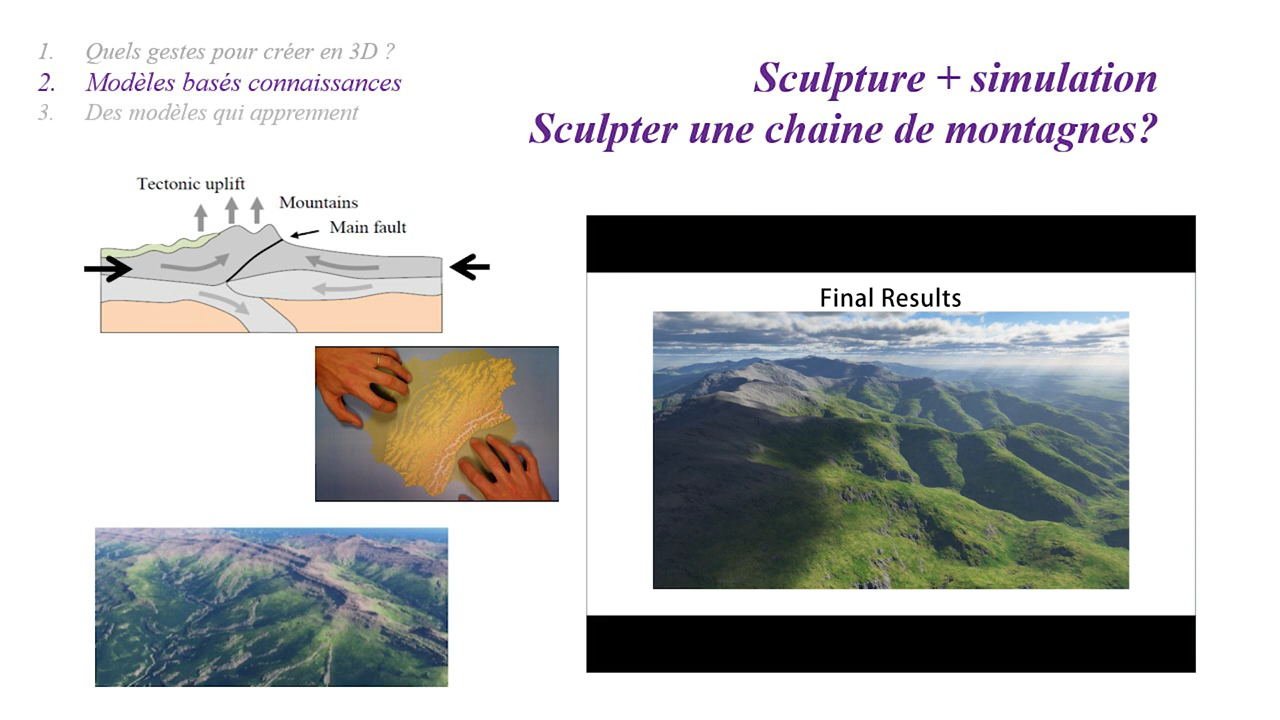 1. Quels gestes pour créer en 3D ?
2. Modèles basés connaissances
3. Des modèles qui apprennent
Sculpture + simulation
Sculpter une chaine de montagnes?
Tectonic uplift
Mountains
Main fault
Final Results